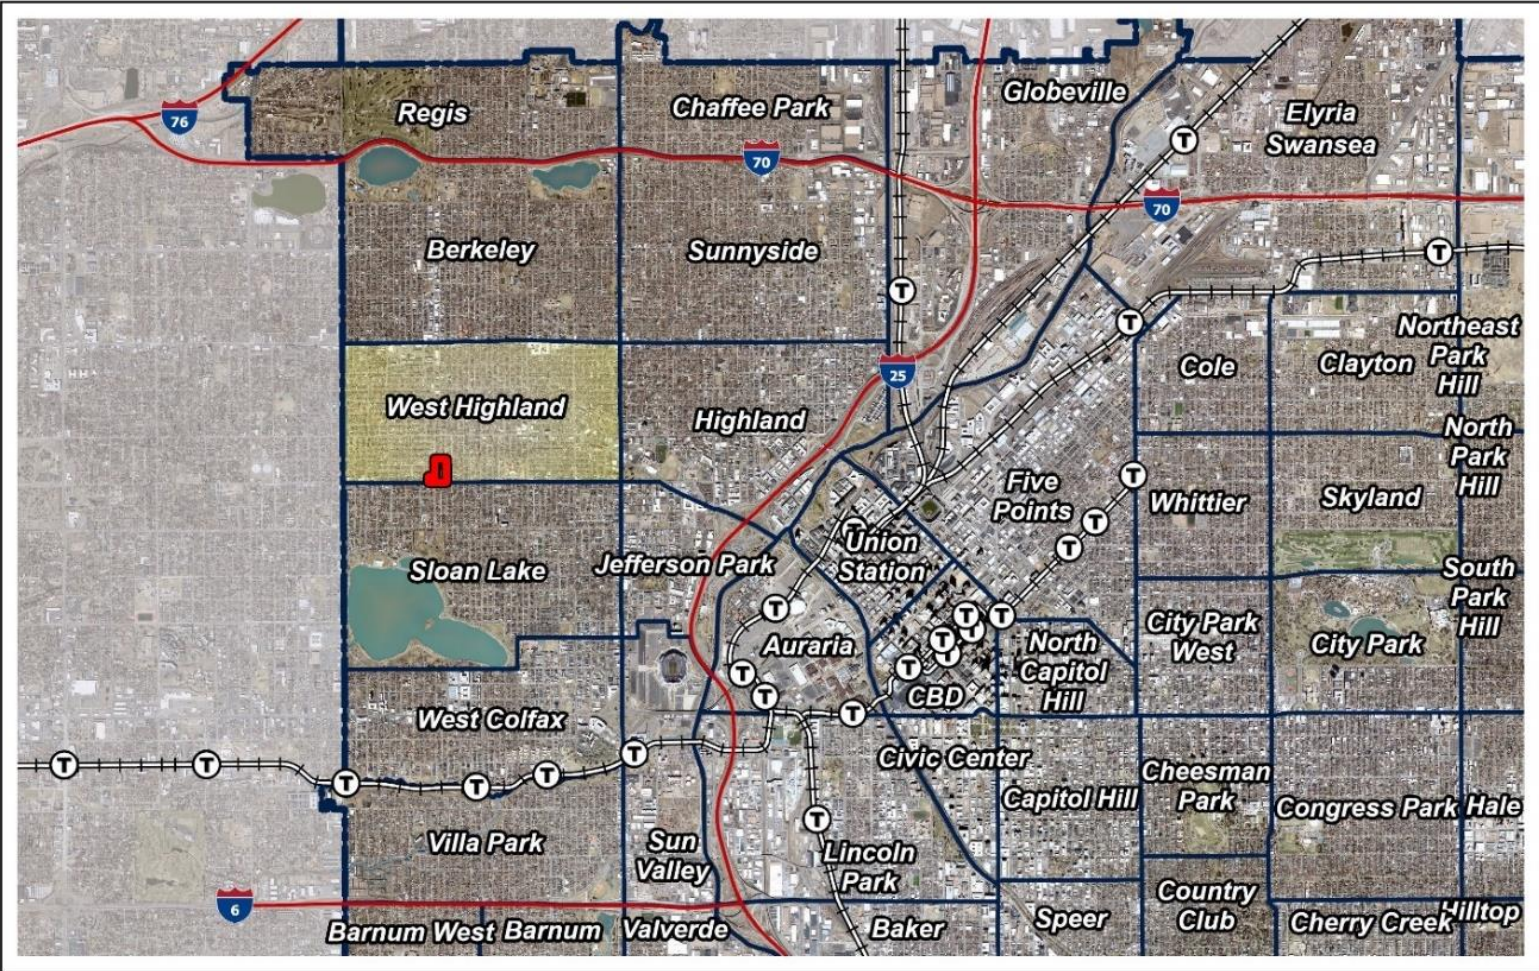 Regis
Chaffee Park
Globeville
Elyria
Swansea
76
70
70
T
Berkeley
Sunnyside
T
T
T
Northeast
Park
Hill
West Highland
Highland
25
Cole
Clayton
North
Park
Hill
Five
Points
T
Whittier
Skyland
T
T
T
Union
Station
Sloan Lake
Jefferson Park
South
Park
Hill
T
Auraria
T
T
T
T
T
T
North
Capitol
Hill
City Park
West
City Park
T
T
CBD
T
West Colfax
Civic Center
T
T
T
T
T
T
Cheesman
Park
Capitol Hill
Congress Park
Hale
T
Villa Park
Sun
Valley
Lincoln
Park
6
Country
Club
Barnum West
Barnum
Valverde
Baker
Speer
Cherry Creek
Hilltop